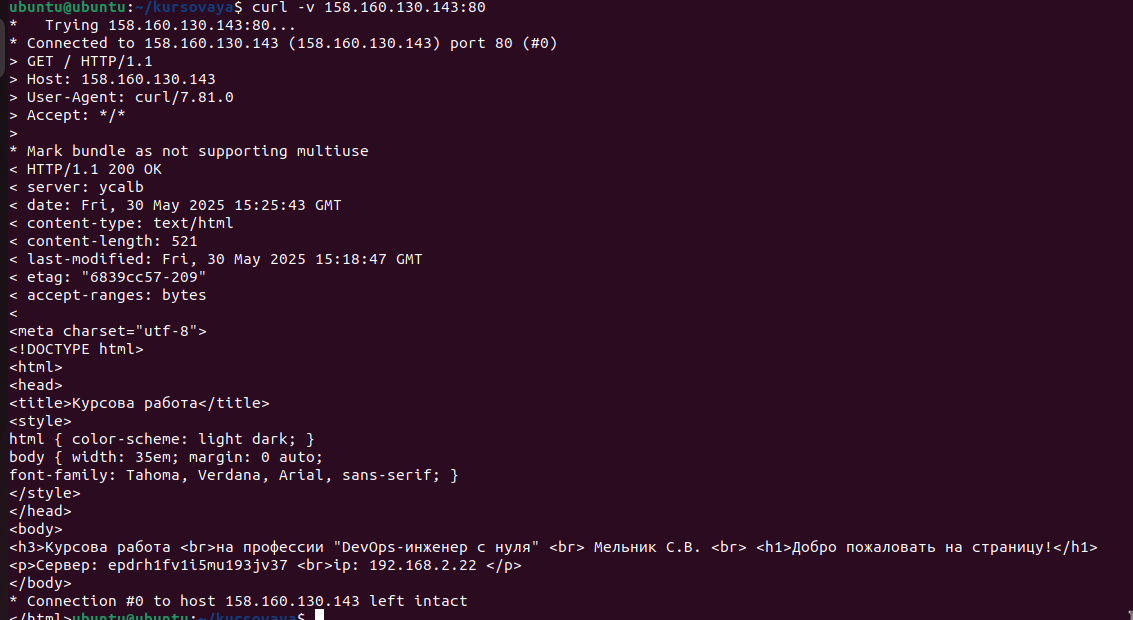 ubuntu@ubuntu:~/kursovaya$ curl -v 158.160.130.143:80
*   Trying 158.160.130.143:80...
* Connected to 158.160.130.143 (158.160.130.143) port 80 (#0)
> GET / HTTP/1.1
> Host: 158.160.130.143
> User-Agent: curl/7.81.0
> Accept: */*
>
* Mark bundle as not supporting multiuse
< HTTP/1.1 200 OK
< server: ycalb
< date: Fri, 30 May 2025 15:25:43 GMT
< content-type: text/html
< content-length: 521
< last-modified: Fri, 30 May 2025 15:18:47 GMT
< etag: "6839cc57-209"
< accept-ranges: bytes
<
<meta charset="utf-8">
<!DOCTYPE html>
<html>
<head>
<title>Курсова работа</title>
<style>
html { color-scheme: light dark; }
body { width: 35em; margin: 0 auto;
font-family: Tahoma, Verdana, Arial, sans-serif; }
</style>
</head>
<body>
<h3>Курсова работа <br>на профессии "DevOps-инженер с нуля" <br> Мельник С.В. <br> <h1>Добро пожаловать на страницу!</h1>
<p>Сервер: epdrh1fv1i5mu193jv37 <br>ip: 192.168.2.22 </p>
</body>
* Connection #0 to host 158.160.130.143 left intact
</html>ubuntu@ubuntu:~/kursovaya$